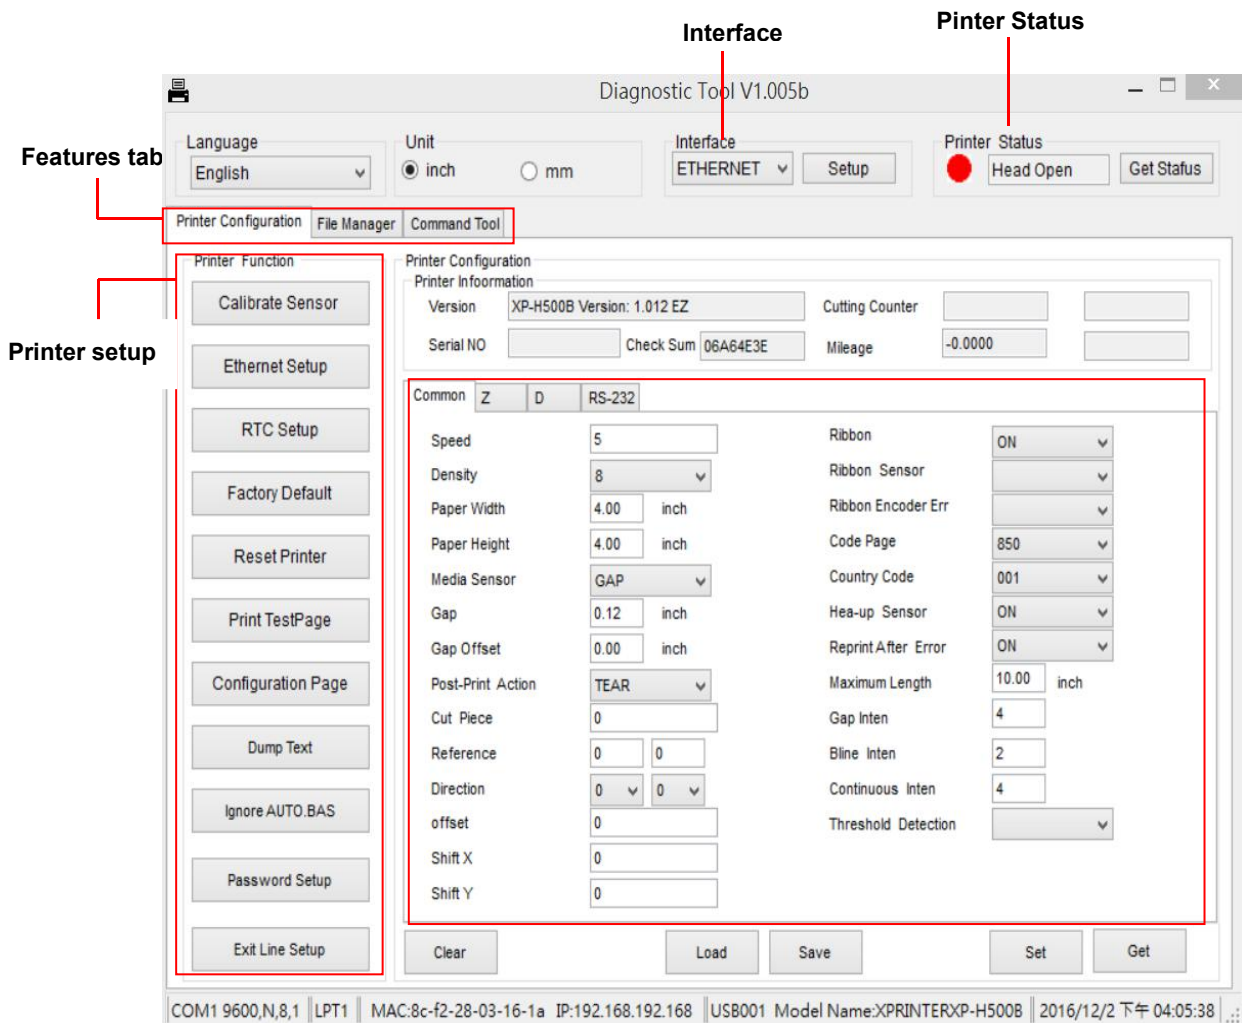 Interface
Pinter Status
Diagnostic Tool V1.005b
Features tab
Language
English
Unit
inch
mm
Interface
ETHERNET
Setup
Printer Status
Head Open
Get Status
Printer Configuration
File Manager
Command Tool
Printer setup
Printer Function
Calibrate Sensor
Ethernet Setup
RTC Setup
Factory Default
Reset Printer
Print TestPage
Configuration Page
Dump Text
Ignore AUTO.BAS
Password Setup
Exit Line Setup
Printer Configuration
Printer Infoormation
Version XP-H500B Version: 1.012 EZ Cutting Counter
Serial NO Check Sum 06A64E3E Mileage -0.0000
Common Z D RS-232
Speed 5
Density 8
Paper Width 4.00 inch
Paper Height 4.00 inch
Media Sensor GAP
Gap 0.12 inch
Gap Offset 0.00 inch
Post-Print Action TEAR
Cut Piece 0
Reference 0 0
Direction 0 0
offset 0
Shift X 0
Shift Y 0
Ribbon ON
Ribbon Sensor
Ribbon Encoder Err
Code Page 850
Country Code 001
Hea-up Sensor ON
Reprint After Error ON
Maximum Length 10.00 inch
Gap Inten 4
Bline Inten 2
Continuous Inten 4
Threshold Detection
Clear Load Save Set Get
COM1 9600,N,8,1 LPT1 MAC:8c-f2-28-03-16-1a IP:192.168.192.168 USB001 Model Name:XPRINTERXP-H500B 2016/12/2 下午 04:05:38